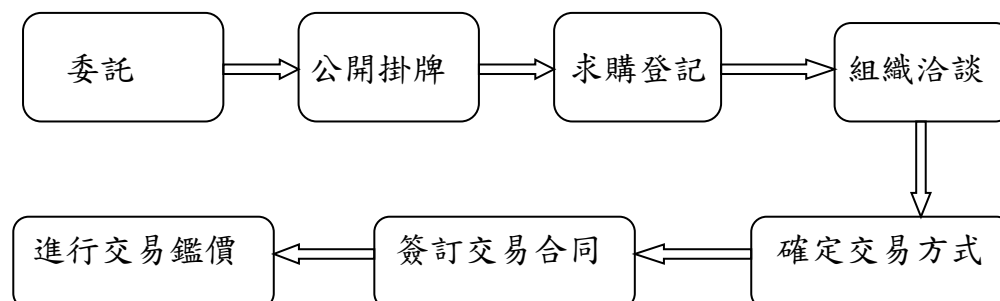 委託
公開掛牌
求購登記
組織洽談
確定交易方式
簽訂交易合同
進行交易鑑價